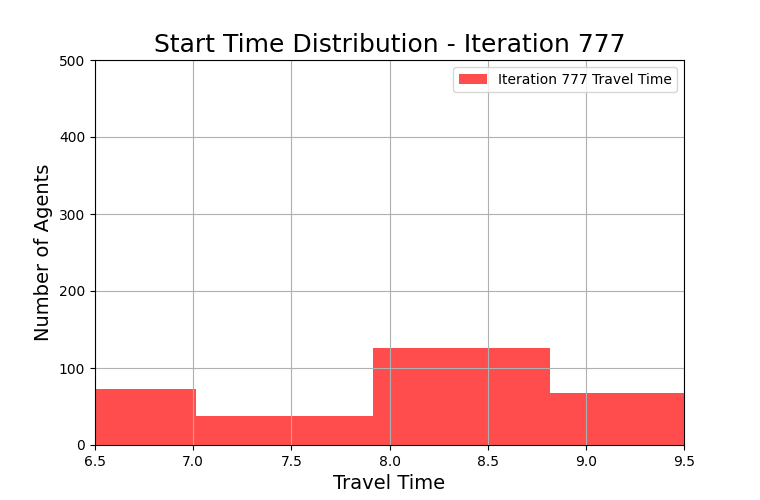 Start Time Distribution - Iteration 777
Iteration 777 Travel Time
Number of Agents
500
400
300
200
100
0
6.5 7.0 7.5 8.0 8.5 9.0 9.5
Travel Time